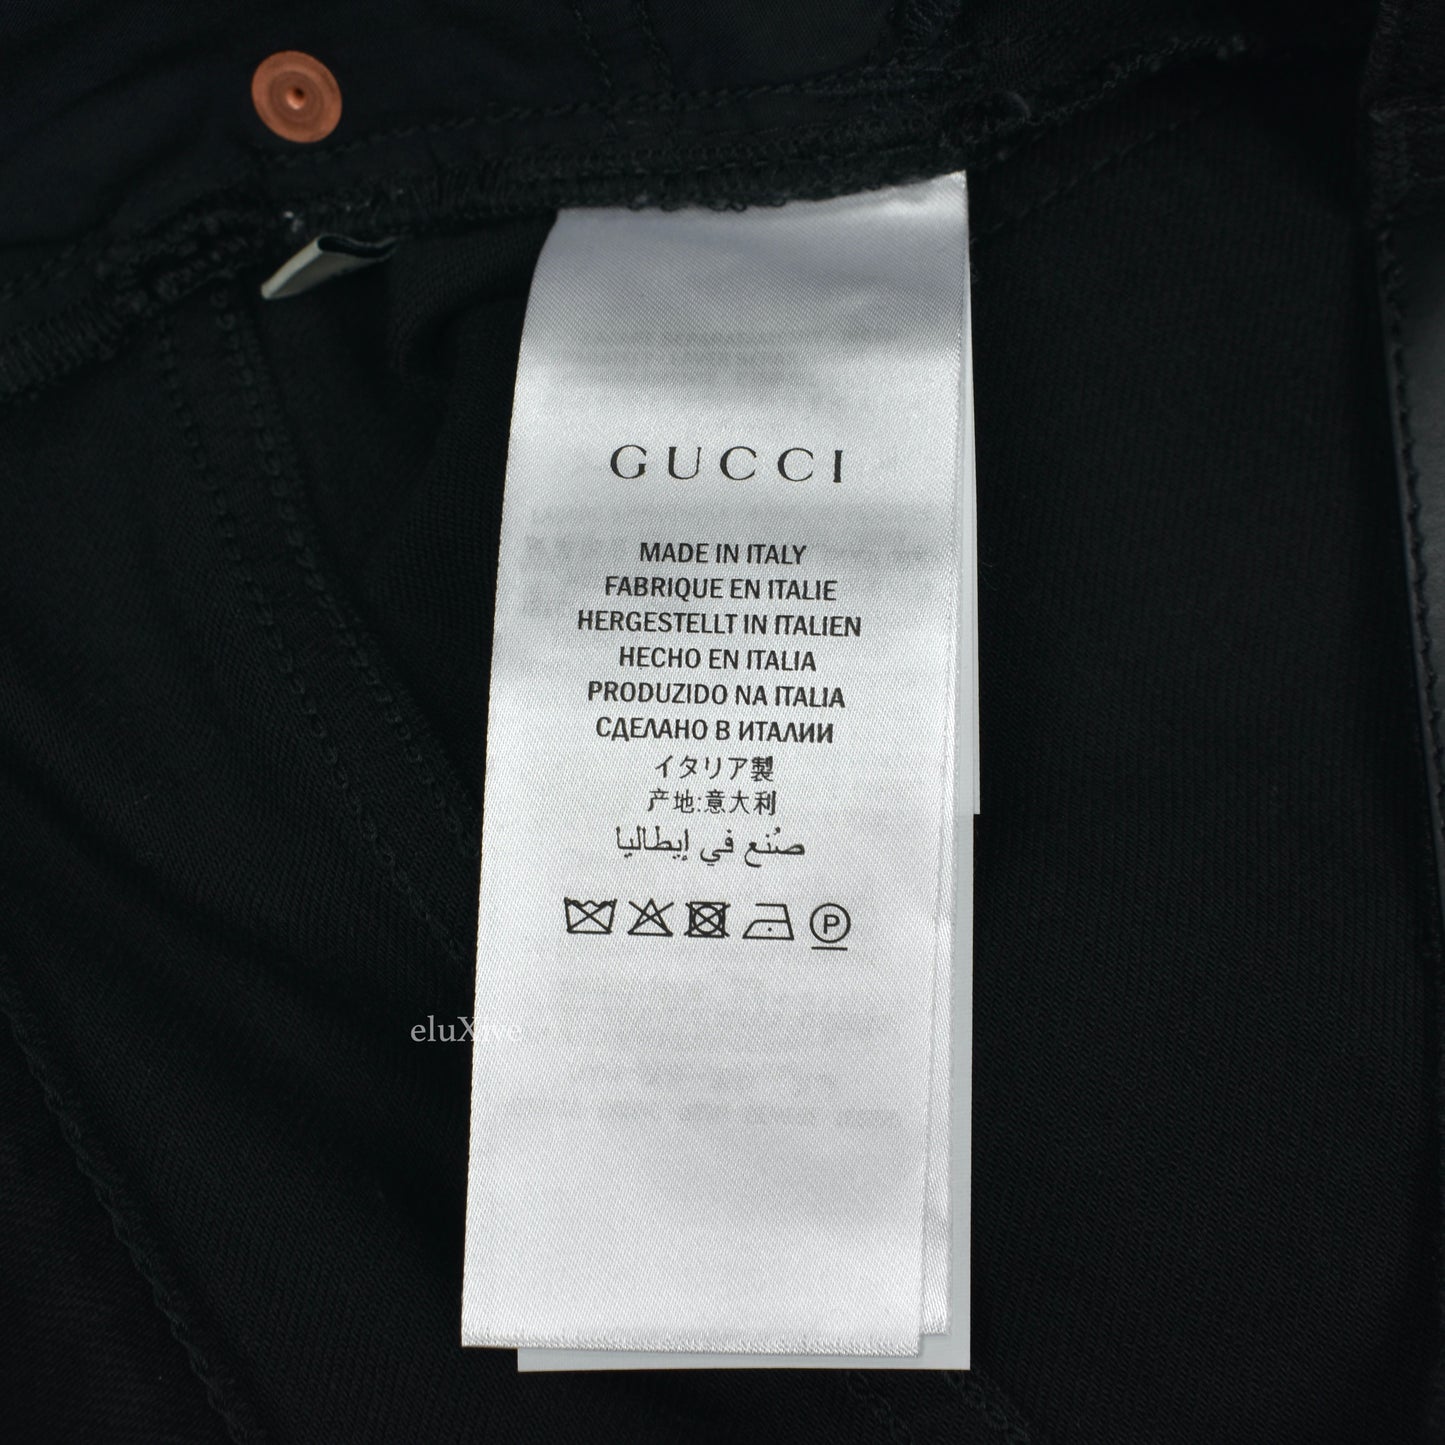 GUCCI
MADE IN ITALY
FABRIQUE EN ITALIE
HERGESTELLT IN ITALIEN
HECHO EN ITALIA
PRODUZIDO NA ITALIA
СДЕЛАНО В ИТАЛИИ
イタリア製
产地:意大利
صُنع في إيطاليا
P
eluXive